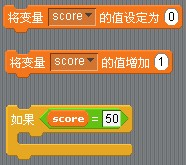 将变量 score 的值设定为 0
将变量 score 的值增加 1
如果 score = 50